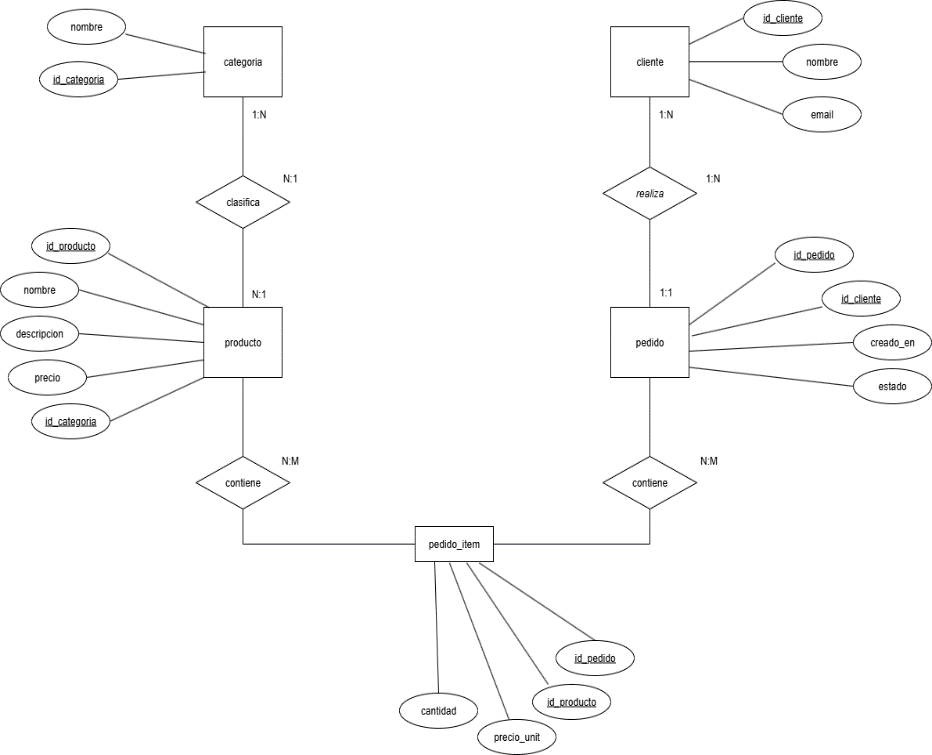 nombre
id_categoria
categoria
1:N
N:1
clasifica
N:1
id_producto
nombre
descripcion
precio
id_categoria
producto
N:M
contiene
cliente
id_cliente
nombre
email
1:N
1:N
realiza
1:1
pedido
id_pedido
id_cliente
creado_en
estado
N:M
contiene
pedido_item
cantidad
precio_unit
id_producto
id_pedido